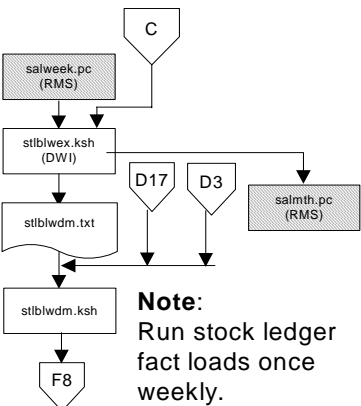 C
salweek.pc
(RMS)
stlblwex.ksh
(DWI)
D17
D3
salmth.pc
(RMS)
stlblwdm.txt
stlblwdm.ksh
Note:
Run stock ledger
fact loads once
weekly.
F8